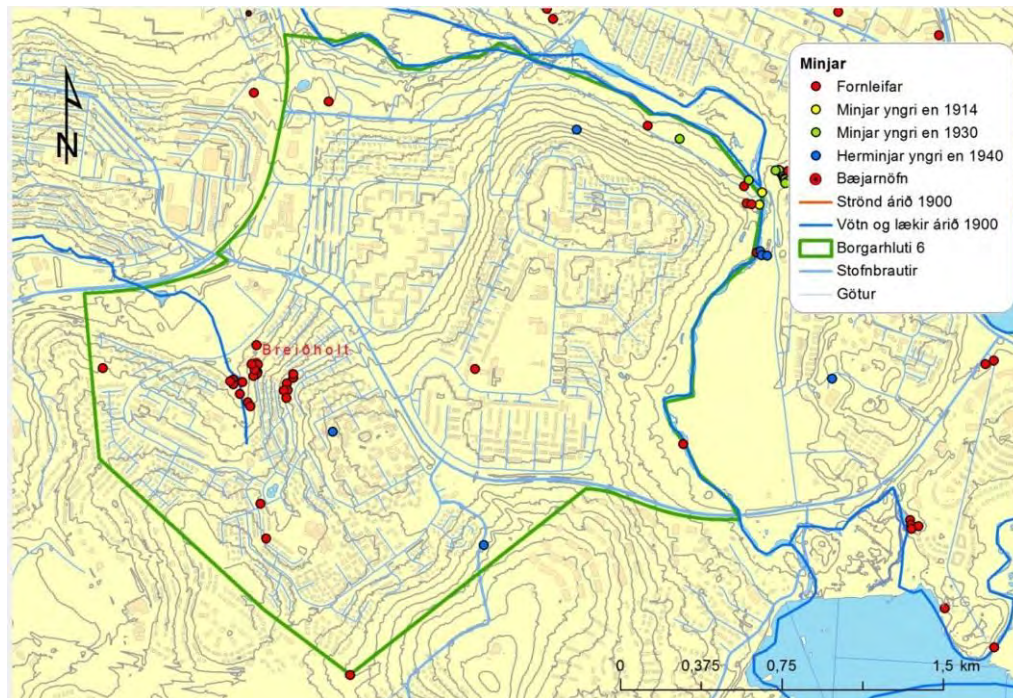 N
Minjar
Fornleifar
Minjar yngri en 1914
Minjar yngri en 1930
Herminjar yngri en 1940
Bæjarnöfn
Strönd árið 1900
Vötn og lækir árið 1900
Borgarhluti 6
Stofnbrautir
Götur
Breiðholt
0 0,375 0,75 1,5 km